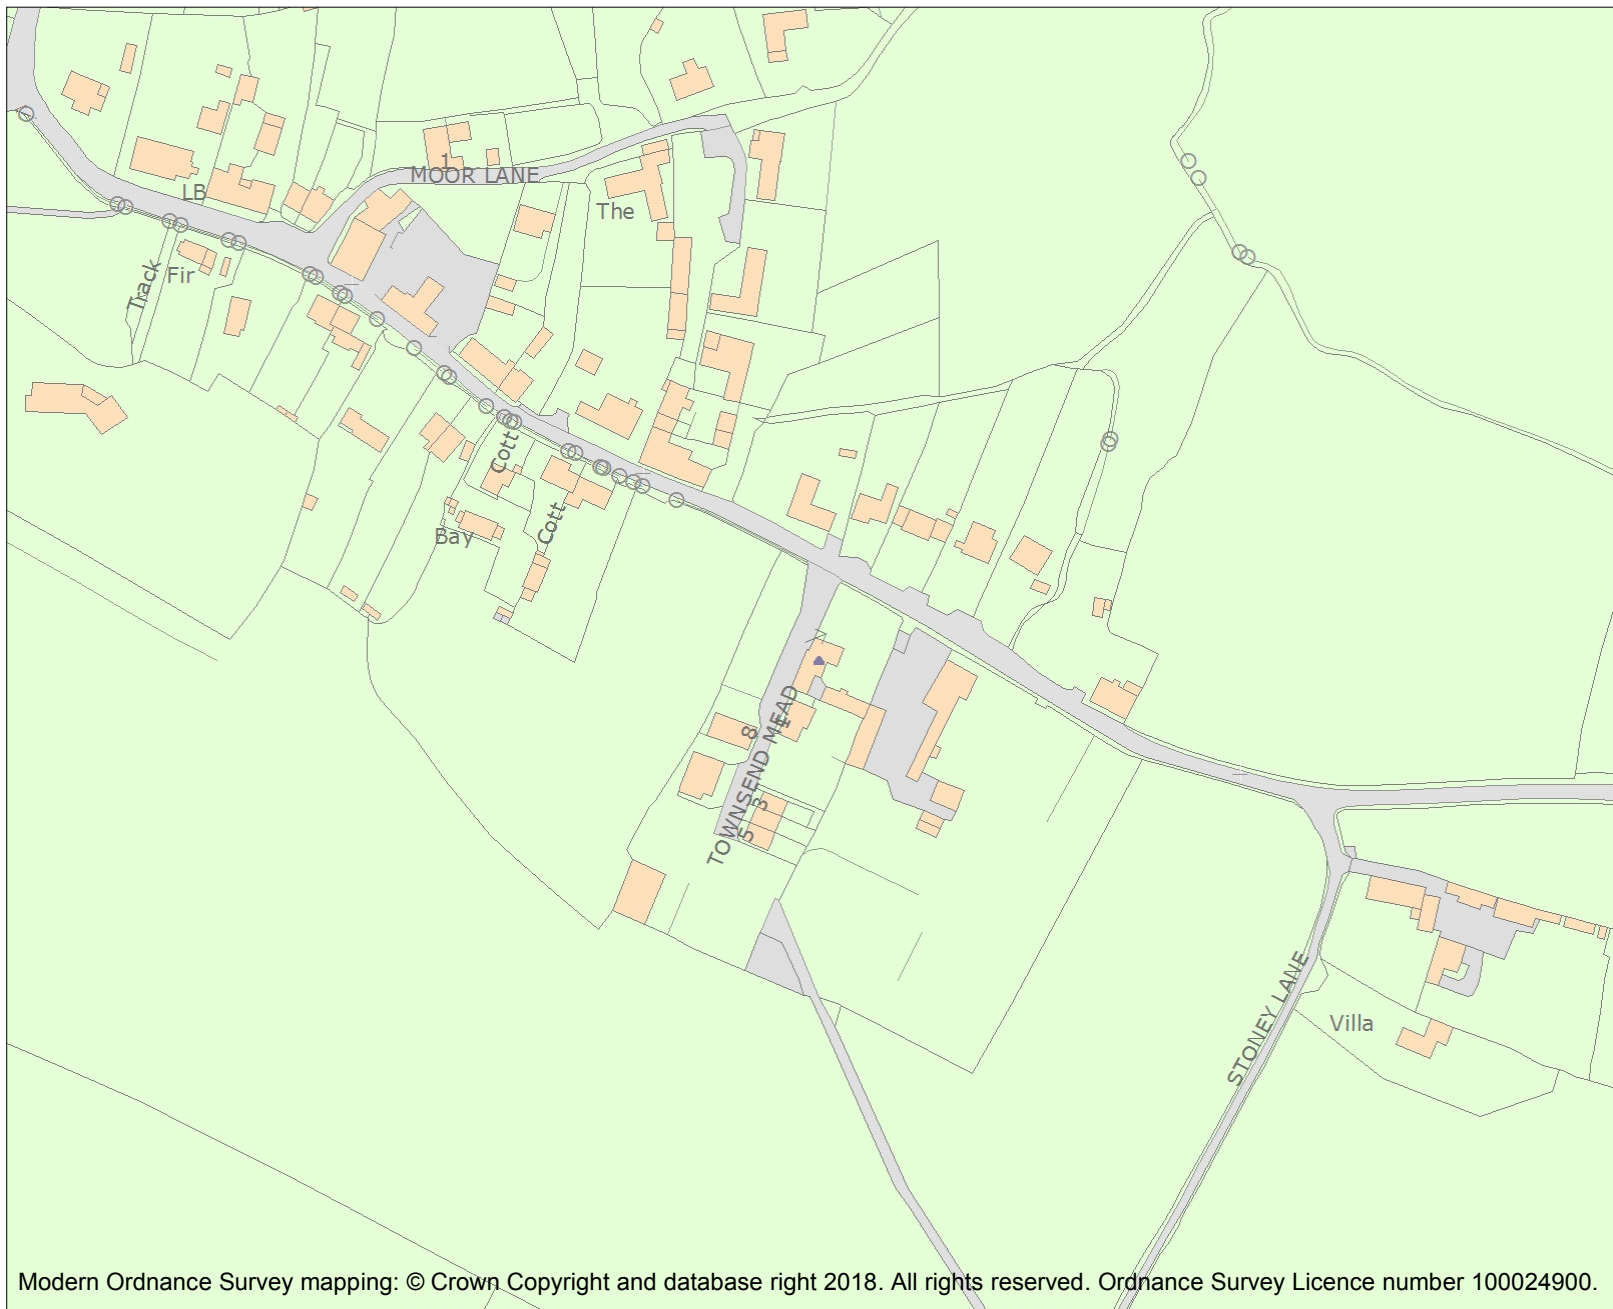 1
MOOR LANE
LB
The
Fir
Track
Cott
Cott
Bay
TOWNSEND MEAD
8
1
3
5
STONEY LANE
Villa
Modern Ordnance Survey mapping: © Crown Copyright and database right 2018. All rights reserved. Ordnance Survey Licence number 100024900.